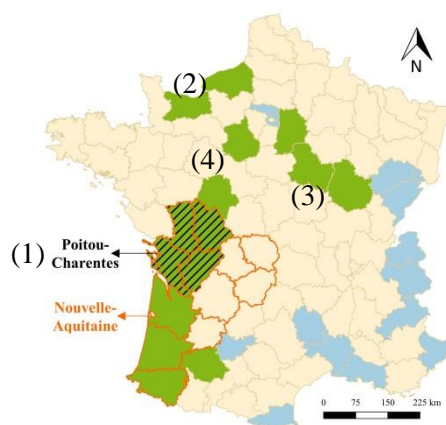 N
(2)
(4)
(3)
(1) Poitou-
Charentes
Nouvelle-
Aquitaine
0 75 150 225 km